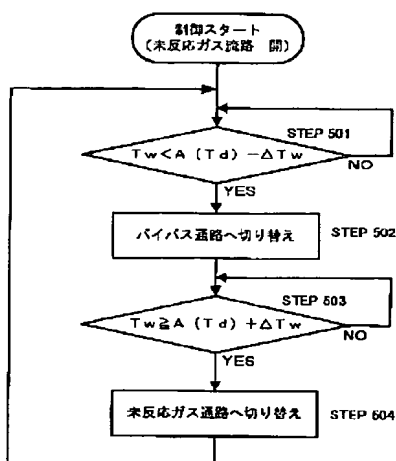 制御スタート
(未反応ガス流路 開)
STEP 501
Tw<A (Td) −ΔTw
NO
YES
バイパス通路へ切り替え
STEP 502
STEP 503
Tw≧A (Td) +ΔTw
NO
YES
未反応ガス通路へ切り替え
STEP 504